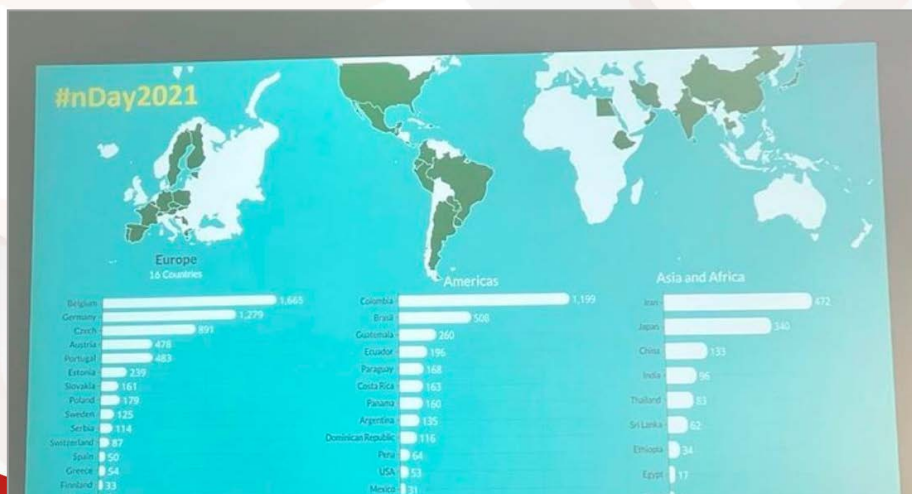 #nDay2021
Europe
16 Countries
Belgium 1,665
Germany 1,279
Czech 891
Austria 478
Portugal 483
Estonia 239
Slovakia 161
Poland 179
Sweden 125
Serbia 114
Switzerland 87
Spain 50
Greece 54
Finnland 33
Americas
Columbia 1,199
Brasil 508
Guatemala 260
Ecuador 196
Paraguay 168
Costa Rica 163
Panama 160
Argentina 135
Dominican Republic 116
Peru 64
USA 53
Mexico 31
Asia and Africa
Iran 472
Japan 340
China 133
India 96
Thailand 83
Sri Lanka 62
Ethiopia 34
Egypt 17